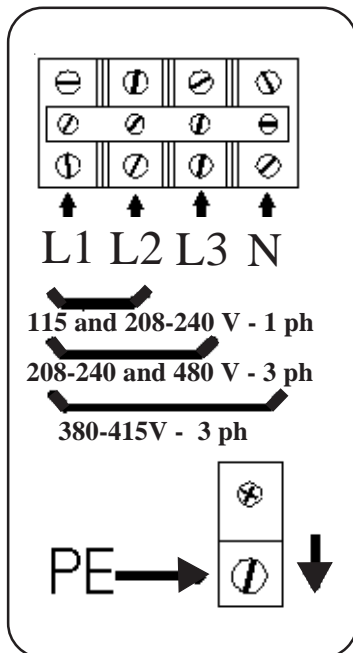 L1 L2 L3 N
115 and 208-240 V - 1 ph
208-240 and 480 V - 3 ph
380-415V - 3 ph
PE